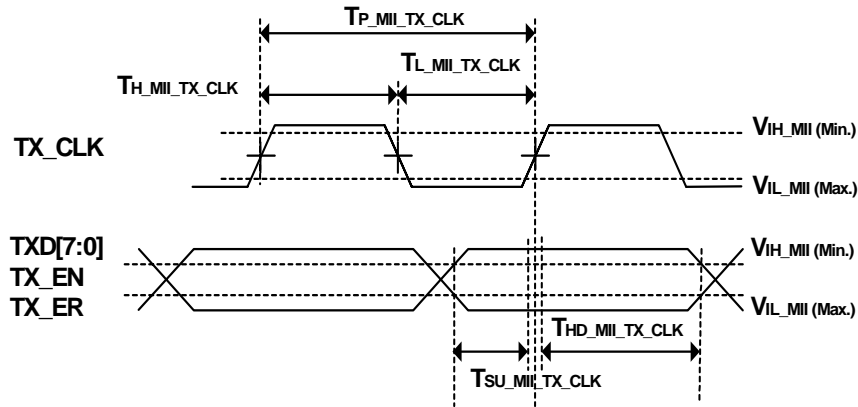 TP_MII_TX_CLK
TH_MII_TX_CLK
TL_MII_TX_CLK
TX_CLK
VIH_MII (Min.)
VIL_MII (Max.)
TXD[7:0]
TX_EN
TX_ER
VIH_MII (Min.)
VIL_MII (Max.)
THD_MII_TX_CLK
TSU_MII_TX_CLK